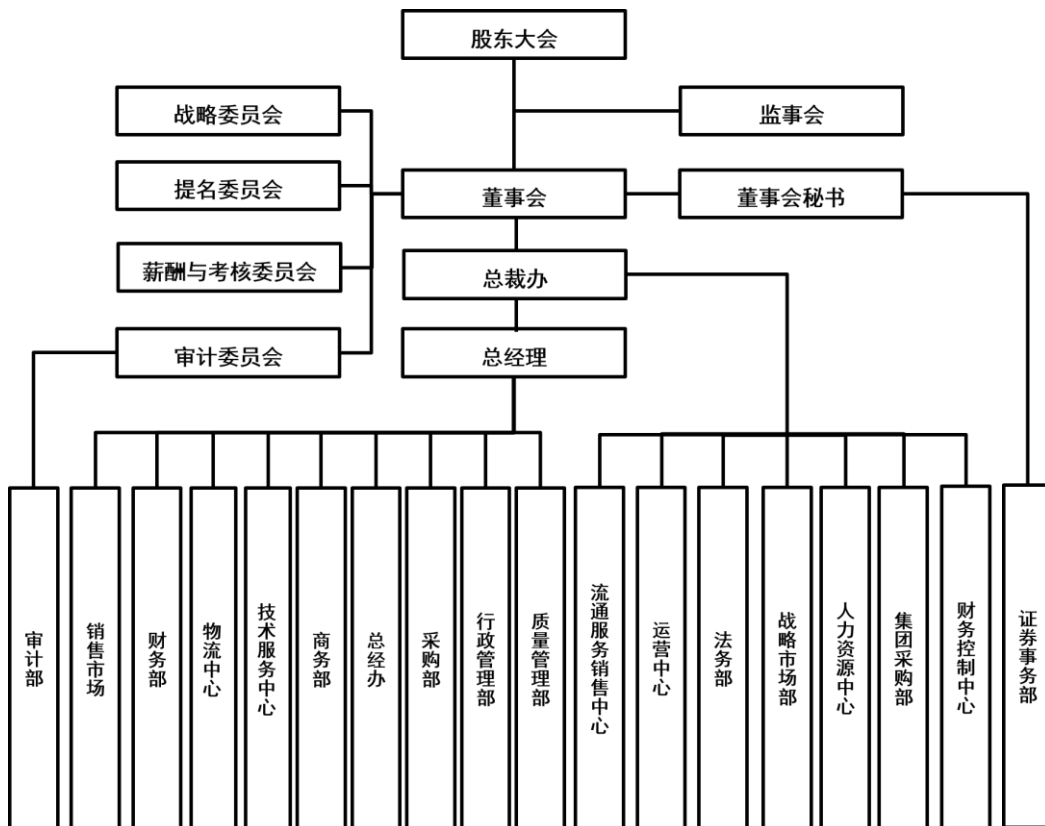 股东大会
战略委员会
监事会
提名委员会
董事会
董事会秘书
薪酬与考核委员会
总裁办
审计委员会
总经理
审计部
销售市场
财务部
物流中心
技术服务中心
商务部
总经办
采购部
行政管理部
质量管理部
流通服务销售中心
运营中心
法务部
战略市场部
人力资源中心
集团采购部
财务控制中心
证券事务部